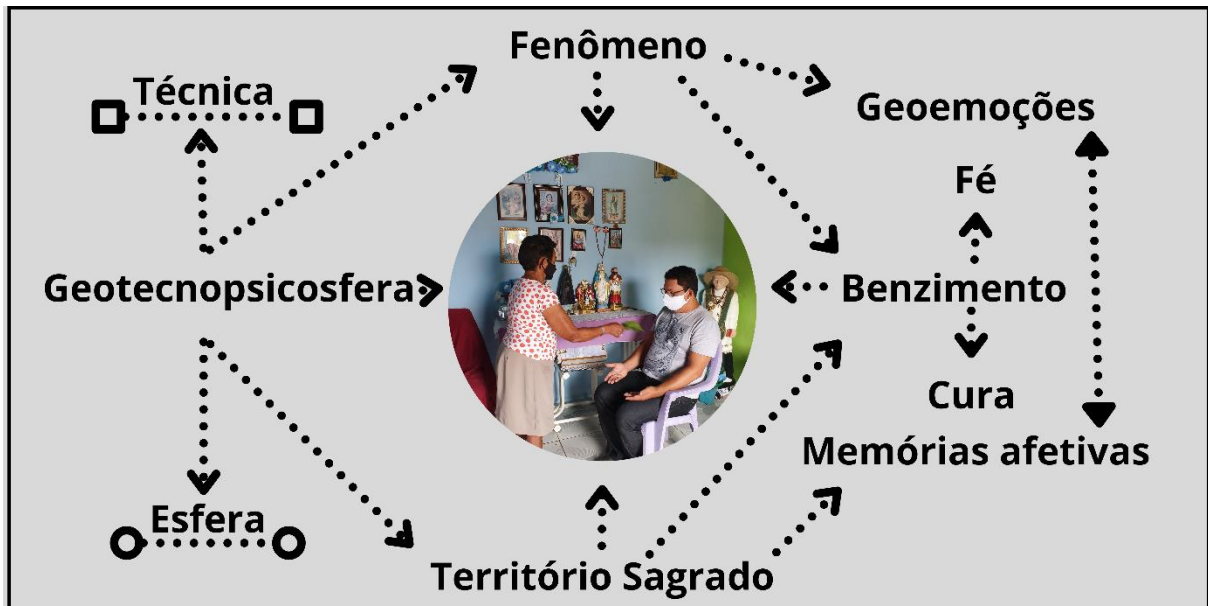 Fenômeno
Técnica
Geoemoções
Fé
Geotecnopsicosfera
Benzimento
Cura
Memórias afetivas
Esfera
Território Sagrado